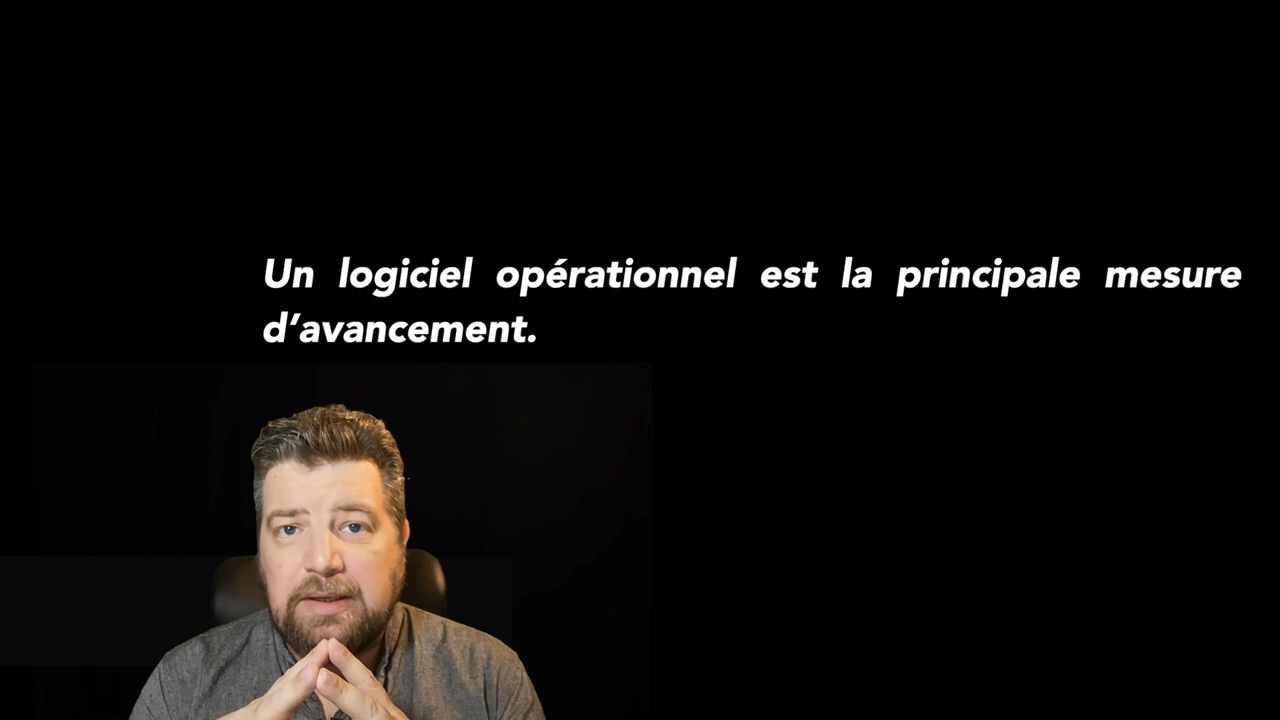 Un logiciel opérationnel est la principale mesure
d’avancement.